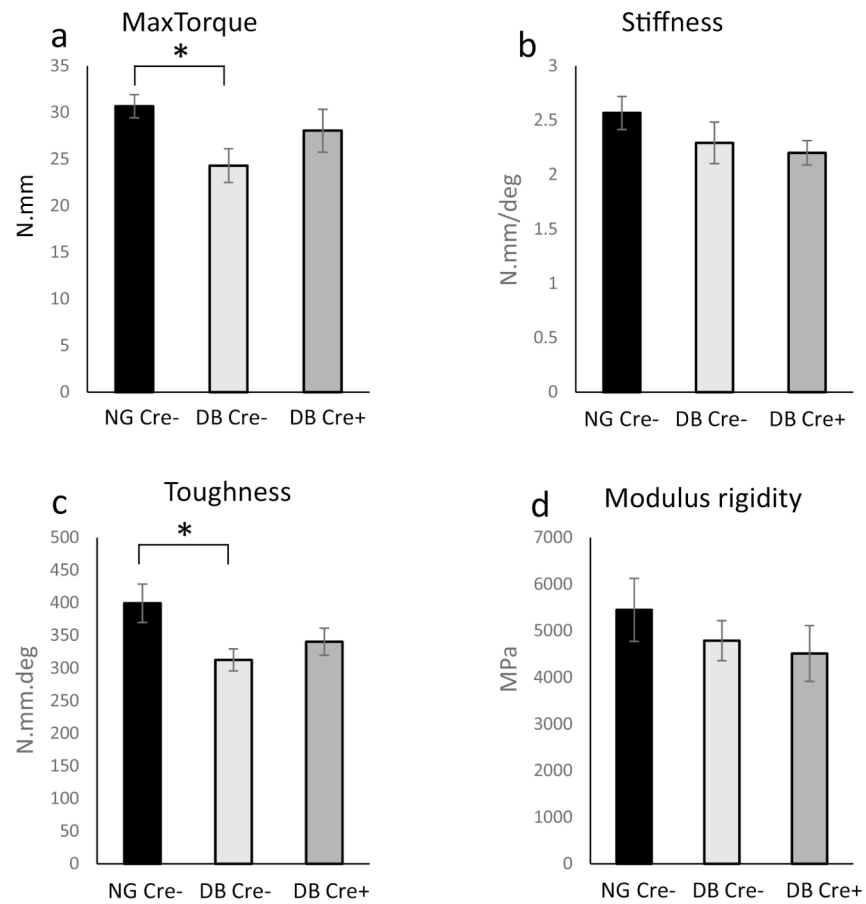 a
MaxTorque
*
35
30
25
20
15
10
5
0
N.mm
NG Cre- DB Cre- DB Cre+
b
Stiffness
3
2.5
2
1.5
1
0.5
0
N.mm/deg
NG Cre- DB Cre- DB Cre+
c
Toughness
*
500
450
400
350
300
250
200
150
100
50
0
N.mm.deg
NG Cre- DB Cre- DB Cre+
d
Modulus rigidity
7000
6000
5000
4000
3000
2000
1000
0
MPa
NG Cre- DB Cre- DB Cre+